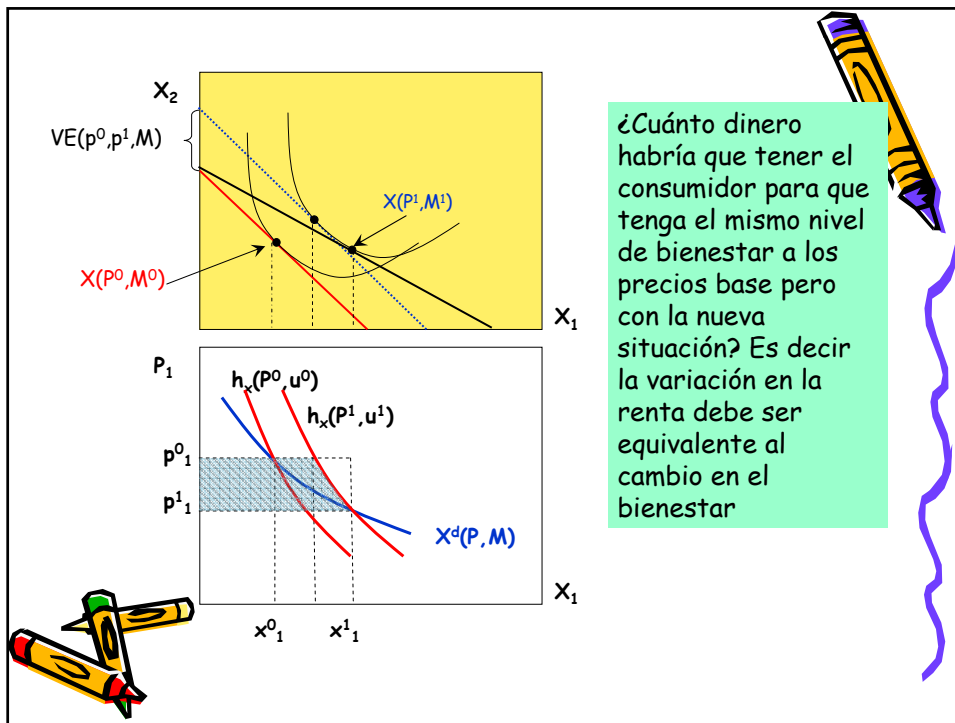 X₂
VE(p⁰,p¹,M)
X(P¹,M¹)
X(P⁰,M⁰)
X₁
P₁
hₓ(P⁰,u⁰)
hₓ(P¹,u¹)
p⁰₁
p¹₁
Xᵈ(P,M)
X₁
x⁰₁
x¹₁
¿Cuánto dinero
habría que tener el
consumidor para que
tenga el mismo nivel
de bienestar a los
precios base pero
con la nueva
situación? Es decir
la variación en la
renta debe ser
equivalente al
cambio en el
bienestar